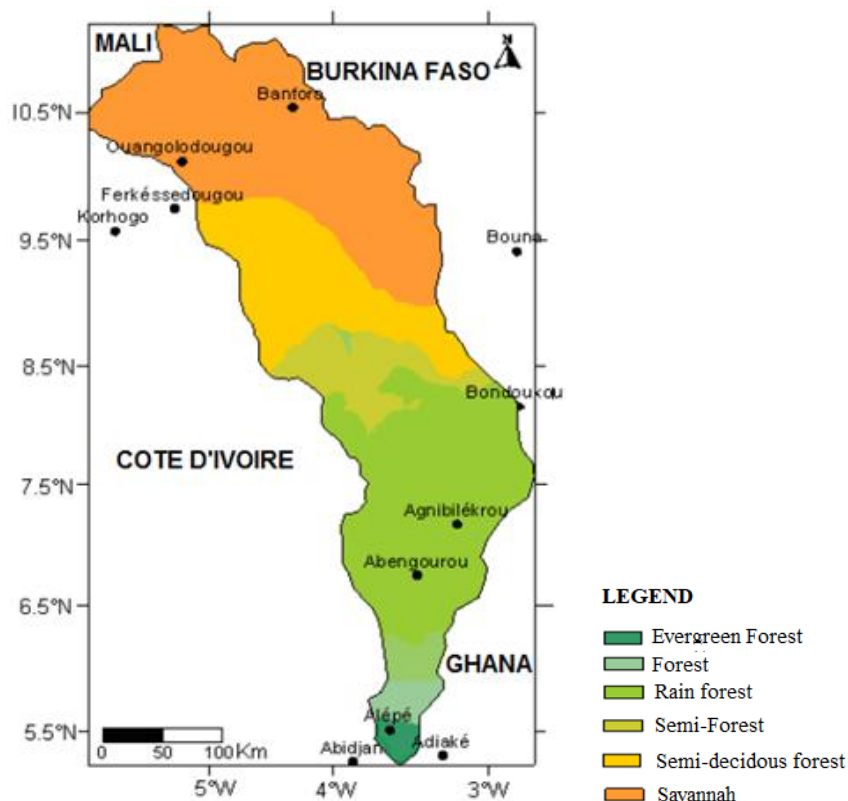 MALI
N
BURKINA FASO
Banfora
10.5°N
Ouangolodougou
Ferkéssedougou
Korhogo
9.5°N
Bouna
8.5°N
Bondoukou
COTE D'IVOIRE
7.5°N
Agnibilékrou
Abengourou
6.5°N
GHANA
Alépé
5.5°N
Abidjan
Adiaké
0 50 100Km
5°W 4°W 3°W
LEGEND
Evergreen Forest
Forest
Rain forest
Semi-Forest
Semi-decidous forest
Savannah